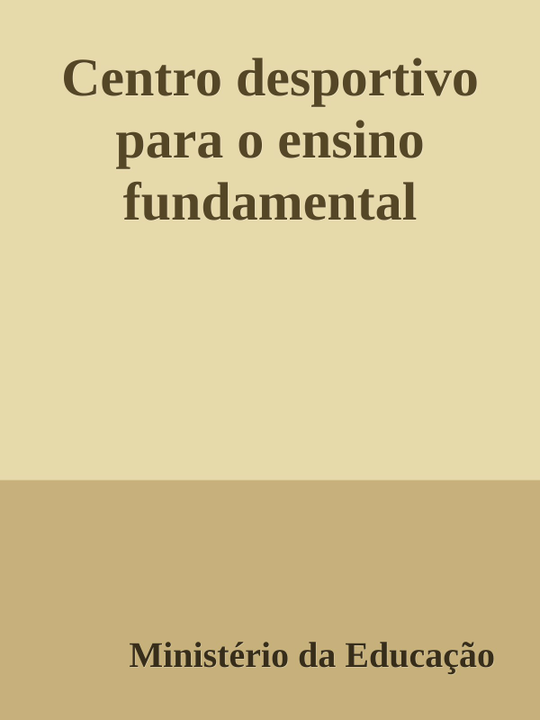 Centro desportivo
para o ensino
fundamental
Ministério da Educação